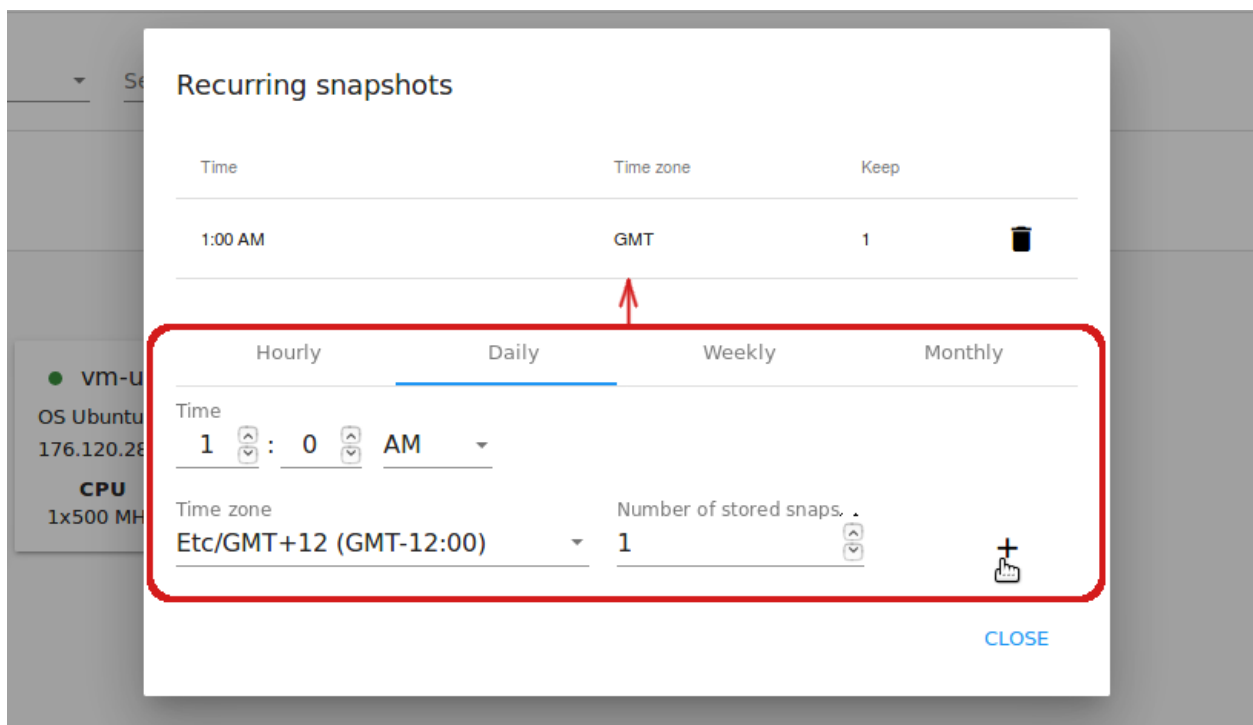 Se
Recurring snapshots
Time Time zone Keep
1:00 AM GMT 1
Hourly Daily Weekly Monthly
vm-u
OS Ubuntu
176.120.28
CPU
1x500 MH
Time
1 : 0 AM
Time zone Number of stored snaps
Etc/GMT+12 (GMT-12:00) 1
+
CLOSE